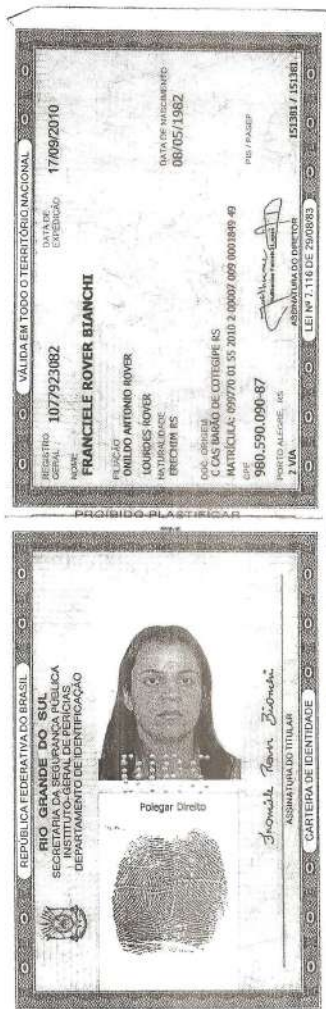 REPÚBLICA FEDERATIVA DO BRASIL
RIO GRANDE DO SUL
SECRETARIA DA SEGURANÇA PÚBLICA
INSTITUTO-GERAL DE PERÍCIAS
DEPARTAMENTO DE IDENTIFICAÇÃO
Polegar Direito
ASSINATURA DO TITULAR
CARTEIRA DE IDENTIDADE
PROIBIDO PLASTIFICAR
VÁLIDA EM TODO O TERRITÓRIO NACIONAL
REGISTRO GERAL 1077923082 DATA DE EXPEDIÇÃO 17/09/2010
NOME
FRANCIELE ROVER BIANCHI
FILIAÇÃO
ONILDO ANTONIO ROVER
LOURDES ROVER
NATURALIDADE DATA DE NASCIMENTO
ERECHIM RS 08/05/1982
DOC. ORIGEM
C CAS BARÃO DE COTEGIPE RS
MATRÍCULA: 099770 01 55 2010 2 00007 009 0001849 49
CPF PIS / PASEP
980.590.090-87
PORTO ALEGRE, RS
2 VIA ASSINATURA DO DIRETOR 151381 / 151381
LEI Nº 7.116 DE 29/08/83